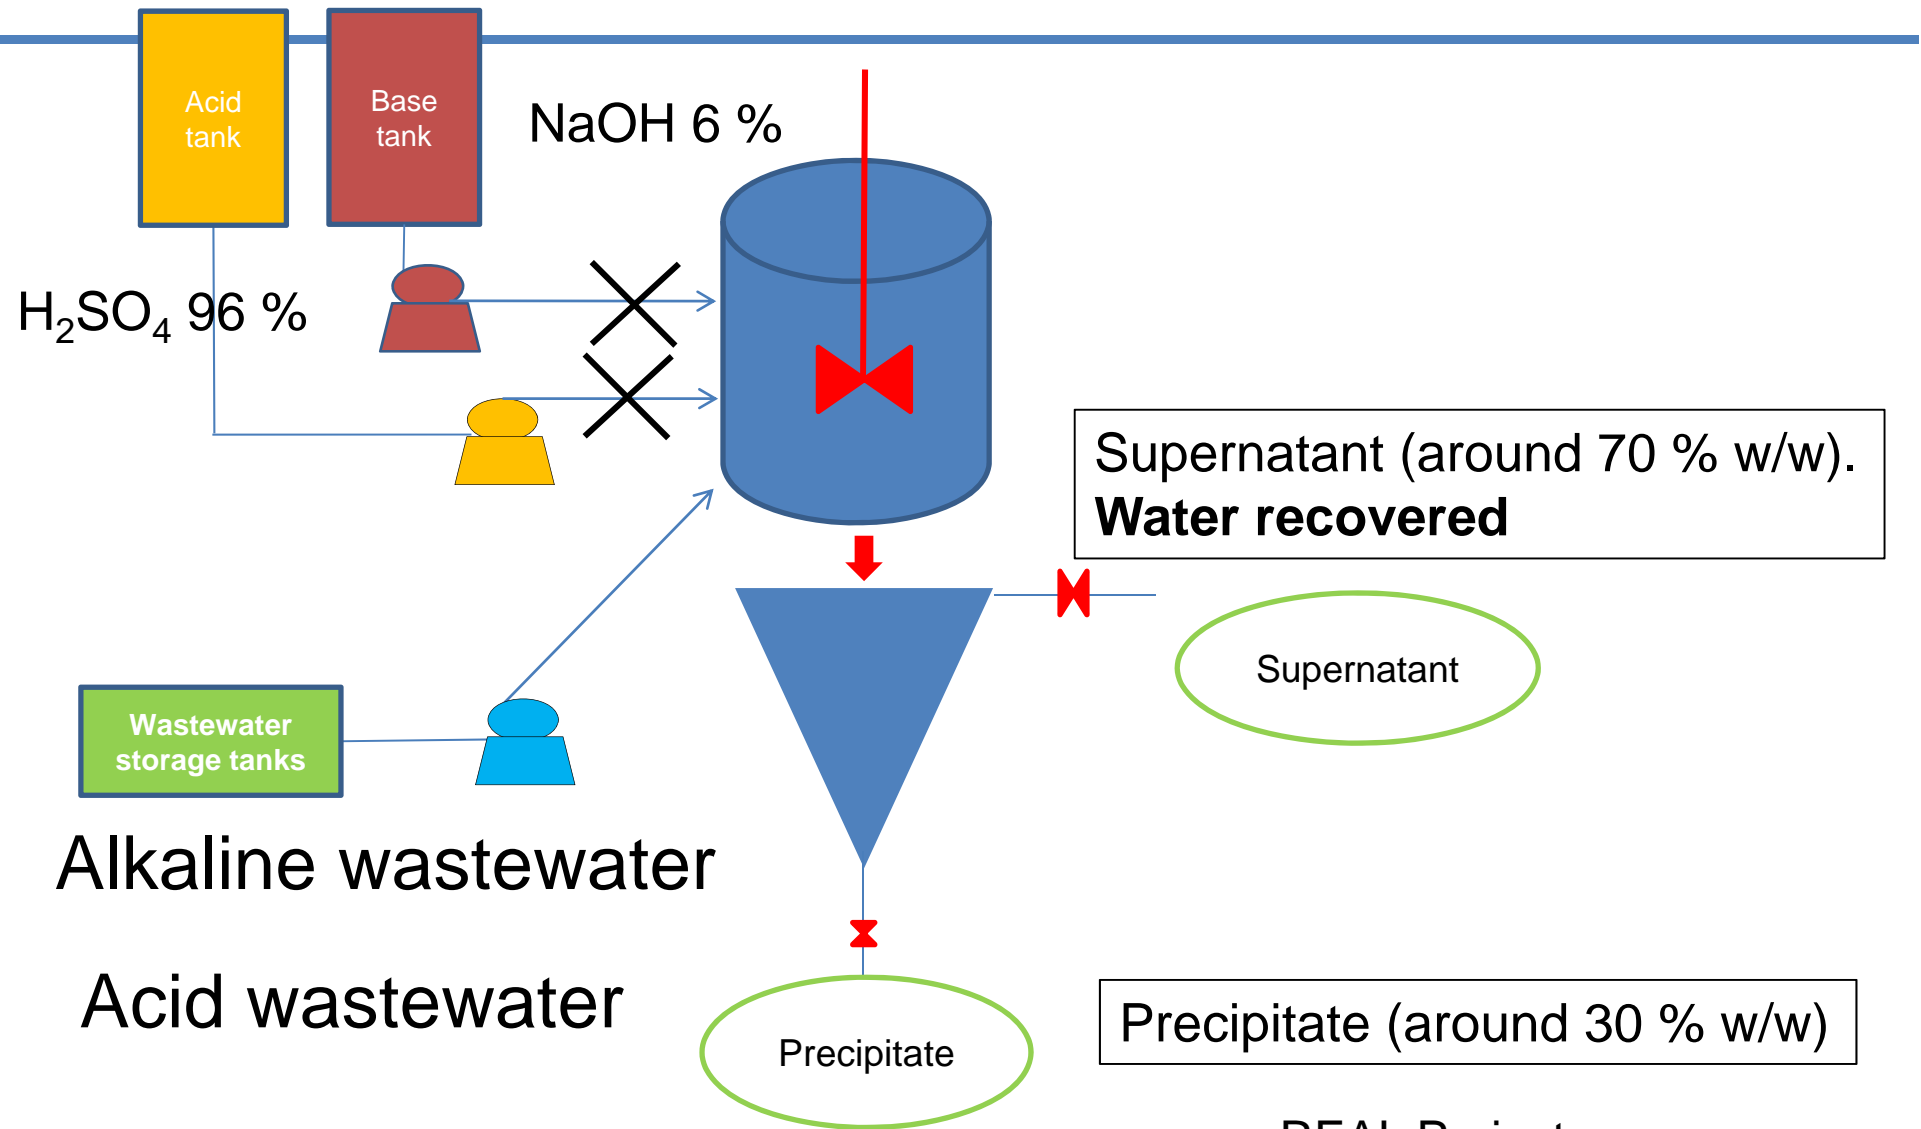 Acid
tank
Base
tank
NaOH 6 %
H₂SO₄ 96 %
Supernatant (around 70 % w/w).
Water recovered
Supernatant
Wastewater
storage tanks
Alkaline wastewater
Acid wastewater
Precipitate
Precipitate (around 30 % w/w)